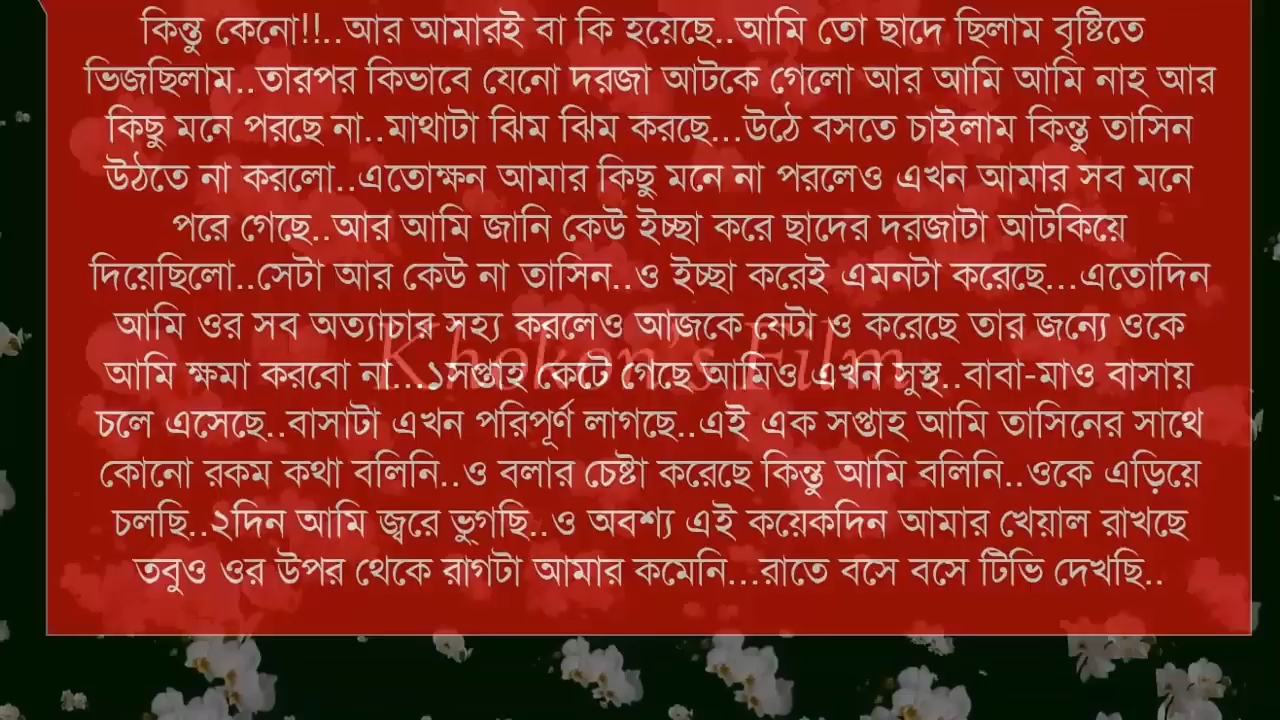 কিন্তু কেনো!!..আর আমারই বা কি হয়েছে..আমি তো ছাদে ছিলাম বৃষ্টিতে
ভিজছিলাম..তারপর কিভাবে যেনো দরজা আটকে গেলো আর আমি আমি নাহ আর
কিছু মনে পরছে না..মাথাটা ঝিম ঝিম করছে...উঠে বসতে চাইলাম কিন্তু তাসিন
উঠতে না করলো..এতোক্ষন আমার কিছু মনে না পরলেও এখন আমার সব মনে
পরে গেছে..আর আমি জানি কেউ ইচ্ছা করে ছাদের দরজাটা আটকিয়ে
দিয়েছিলো..সেটা আর কেউ না তাসিন..ও ইচ্ছা করেই এমনটা করেছে...এতোদিন
আমি ওর সব অত্যাচার সহ্য করলেও আজকে যেটা ও করেছে তার জন্যে ওকে
আমি ক্ষমা করবো না...১সপ্তাহ কেটে গেছে আমিও এখন সুস্থ..বাবা-মাও বাসায়
Khokon's Film
চলে এসেছে..বাসাটা এখন পরিপূর্ণ লাগছে..এই এক সপ্তাহ আমি তাসিনের সাথে
কোনো রকম কথা বলিনি..ও বলার চেষ্টা করেছে কিন্তু আমি বলিনি..ওকে এড়িয়ে
চলছি..২দিন আমি জ্বরে ভুগছি..ও অবশ্য এই কয়েকদিন আমার খেয়াল রাখছে
তবুও ওর উপর থেকে রাগটা আমার কমেনি...রাতে বসে বসে টিভি দেখছি..